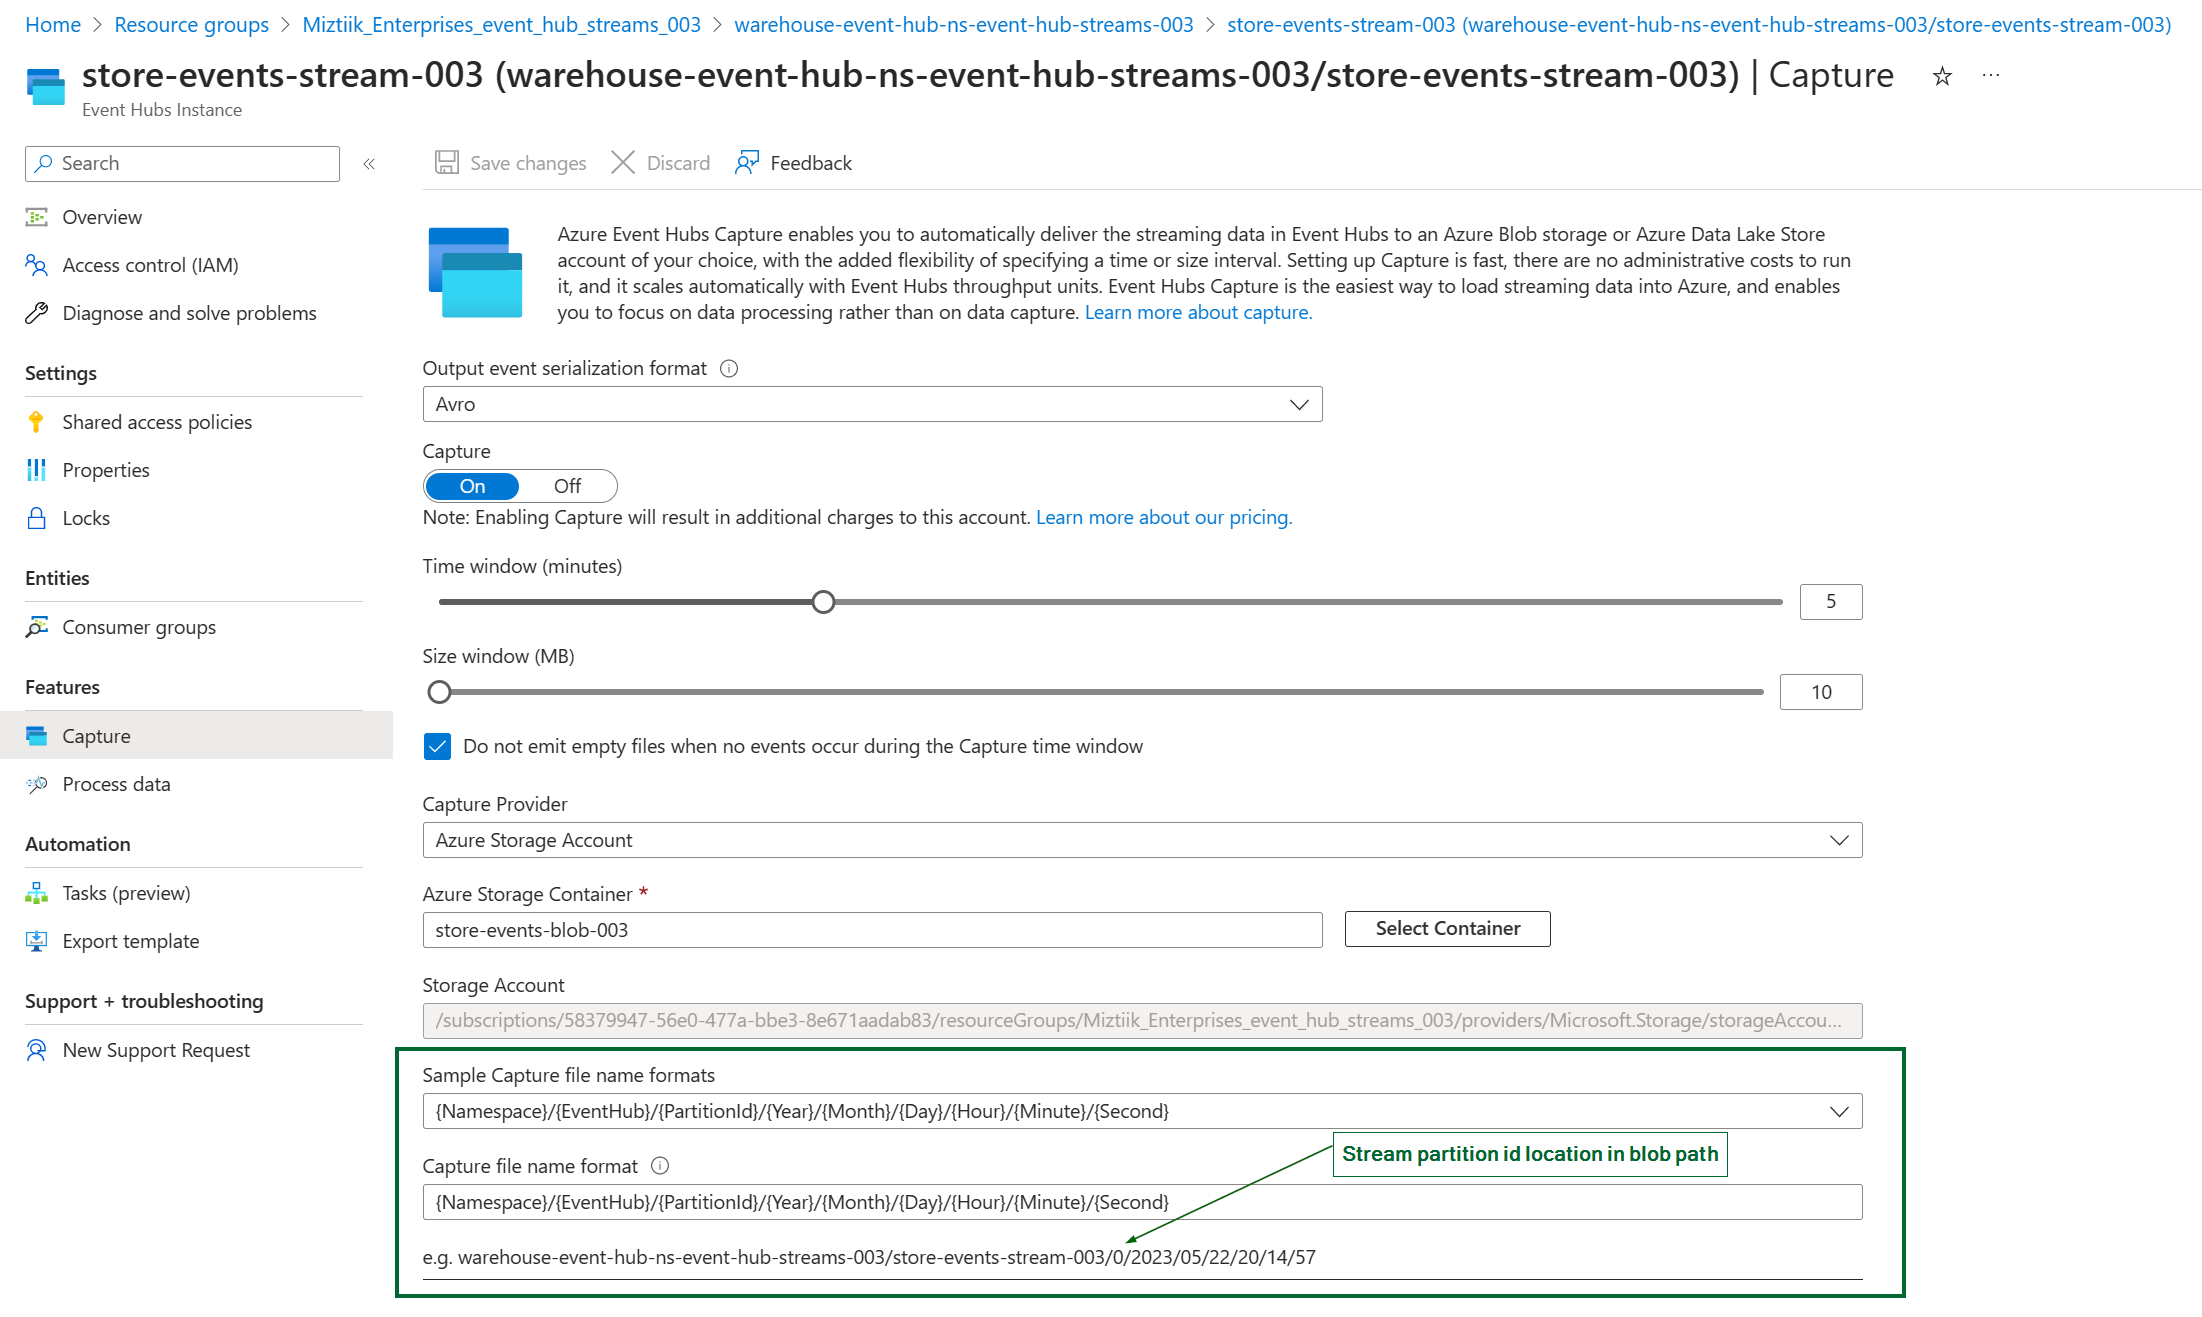 Home > Resource groups > Miztiik_Enterprises_event_hub_streams_003 > warehouse-event-hub-ns-event-hub-streams-003 > store-events-stream-003 (warehouse-event-hub-ns-event-hub-streams-003/store-events-stream-003)
store-events-stream-003 (warehouse-event-hub-ns-event-hub-streams-003/store-events-stream-003) | Capture ☆ ...
Event Hubs Instance
Search «
Overview
Access control (IAM)
Diagnose and solve problems
Settings
Shared access policies
Properties
Locks
Entities
Consumer groups
Features
Capture
Process data
Automation
Tasks (preview)
Export template
Support + troubleshooting
New Support Request
Save changes Discard Feedback
Azure Event Hubs Capture enables you to automatically deliver the streaming data in Event Hubs to an Azure Blob storage or Azure Data Lake Store
account of your choice, with the added flexibility of specifying a time or size interval. Setting up Capture is fast, there are no administrative costs to run
it, and it scales automatically with Event Hubs throughput units. Event Hubs Capture is the easiest way to load streaming data into Azure, and enables
you to focus on data processing rather than on data capture. Learn more about capture.
Output event serialization format
Avro
Capture
On Off
Note: Enabling Capture will result in additional charges to this account. Learn more about our pricing.
Time window (minutes)
5
Size window (MB)
10
Do not emit empty files when no events occur during the Capture time window
Capture Provider
Azure Storage Account
Azure Storage Container *
store-events-blob-003
Select Container
Storage Account
/subscriptions/58379947-56e0-477a-bbe3-8e671aadab83/resourceGroups/Miztiik_Enterprises_event_hub_streams_003/providers/Microsoft.Storage/storageAccou...
Sample Capture file name formats
{Namespace}/{EventHub}/{PartitionId}/{Year}/{Month}/{Day}/{Hour}/{Minute}/{Second}
Stream partition id location in blob path
Capture file name format
{Namespace}/{EventHub}/{PartitionId}/{Year}/{Month}/{Day}/{Hour}/{Minute}/{Second}
e.g. warehouse-event-hub-ns-event-hub-streams-003/store-events-stream-003/0/2023/05/22/20/14/57